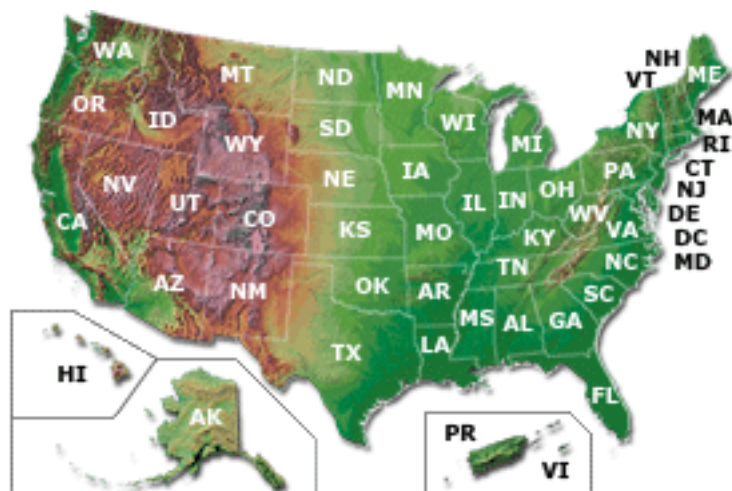 NH
WA
MT
ND
MN
VT
ME
OR
ID
SD
WI
MI
NY
MA
WY
RI
NE
IA
PA
CT
NV
UT
CO
IL
IN
OH
NJ
CA
KS
MO
KY
WV
VA
DE
DC
AZ
NM
OK
AR
TN
NC
MD
SC
MS
AL
GA
TX
LA
HI
FL
AK
PR
VI